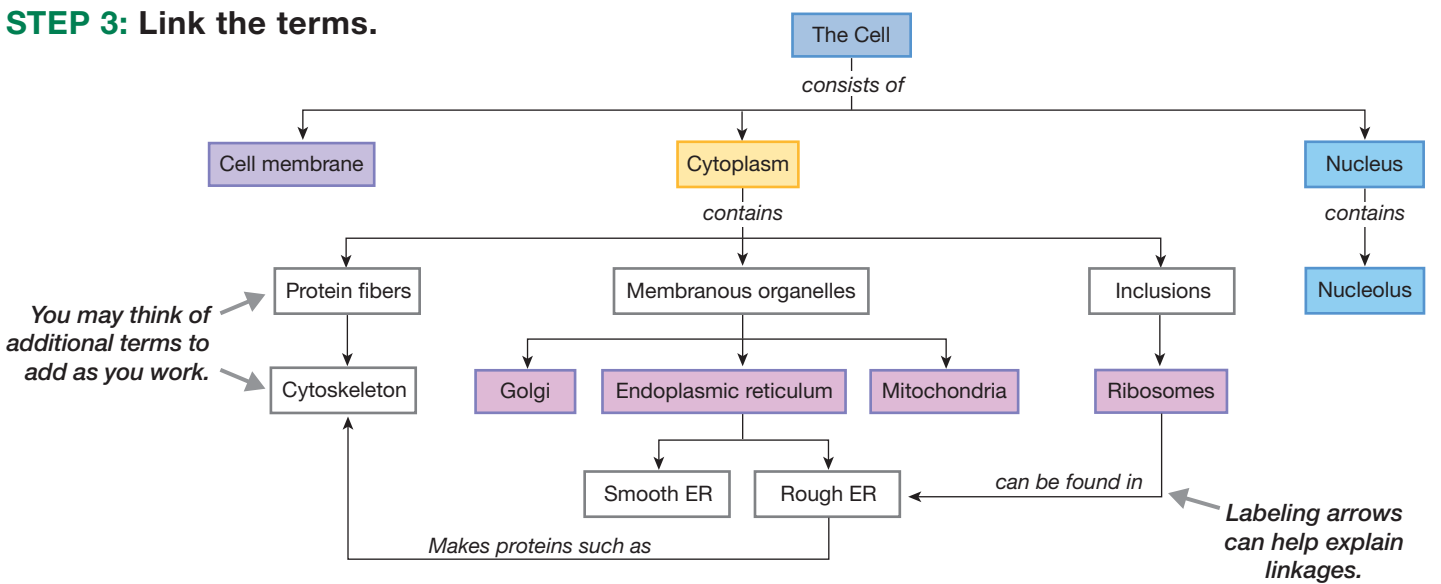 STEP 3: Link the terms.
The Cell
consists of
Cell membrane
Cytoplasm
Nucleus
contains
contains
Protein fibers
Membranous organelles
Inclusions
Nucleolus
You may think of
additional terms to
add as you work.
Cytoskeleton
Golgi
Endoplasmic reticulum
Mitochondria
Ribosomes
Smooth ER
Rough ER
can be found in
Labeling arrows
can help explain
linkages.
Makes proteins such as